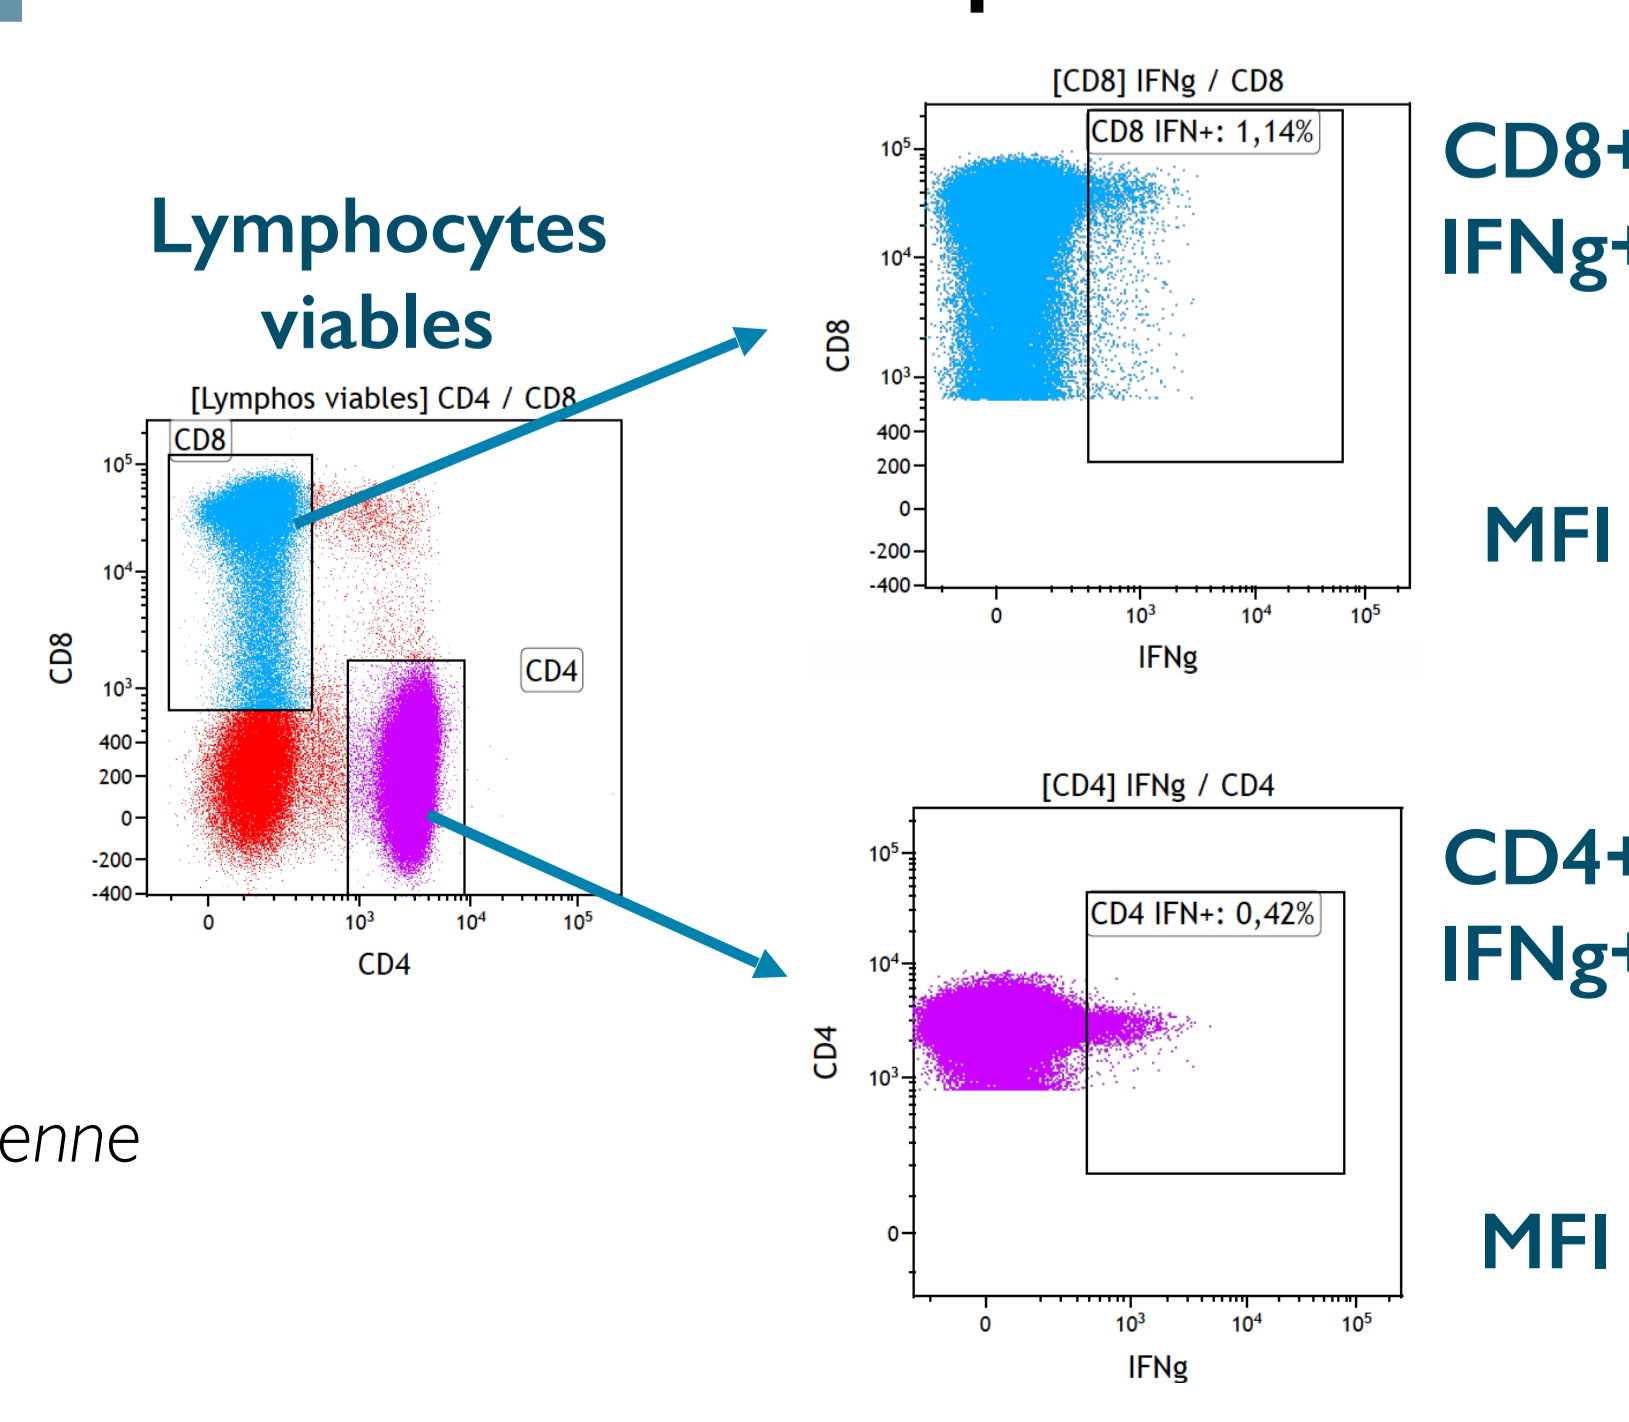 Lymphocytes
viables
[Lymphos viables] CD4 / CD8
CD8
10⁵
10⁴
10³
400
200
0
-200
-400
CD8
CD4
0
10³
10⁴
10⁵
CD4
enne
[CD8] IFNg / CD8
CD8 IFN+: 1,14%
10⁵
10⁴
10³
400
200
0
-200
-400
CD8
0
10³
10⁴
10⁵
IFNg
CD8+
IFNg+
MFI
[CD4] IFNg / CD4
CD4 IFN+: 0,42%
10⁵
10⁴
10³
0
CD4
0
10³
10⁴
10⁵
IFNg
CD4+
IFNg+
MFI